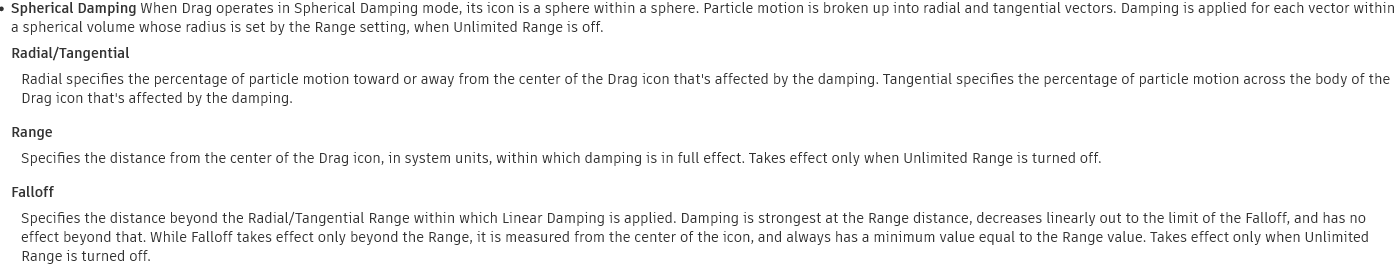 • Spherical Damping When Drag operates in Spherical Damping mode, its icon is a sphere within a sphere. Particle motion is broken up into radial and tangential vectors. Damping is applied for each vector within
a spherical volume whose radius is set by the Range setting, when Unlimited Range is off.
Radial/Tangential
Radial specifies the percentage of particle motion toward or away from the center of the Drag icon that's affected by the damping. Tangential specifies the percentage of particle motion across the body of the
Drag icon that's affected by the damping.
Range
Specifies the distance from the center of the Drag icon, in system units, within which damping is in full effect. Takes effect only when Unlimited Range is turned off.
Falloff
Specifies the distance beyond the Radial/Tangential Range within which Linear Damping is applied. Damping is strongest at the Range distance, decreases linearly out to the limit of the Falloff, and has no
effect beyond that. While Falloff takes effect only beyond the Range, it is measured from the center of the icon, and always has a minimum value equal to the Range value. Takes effect only when Unlimited
Range is turned off.